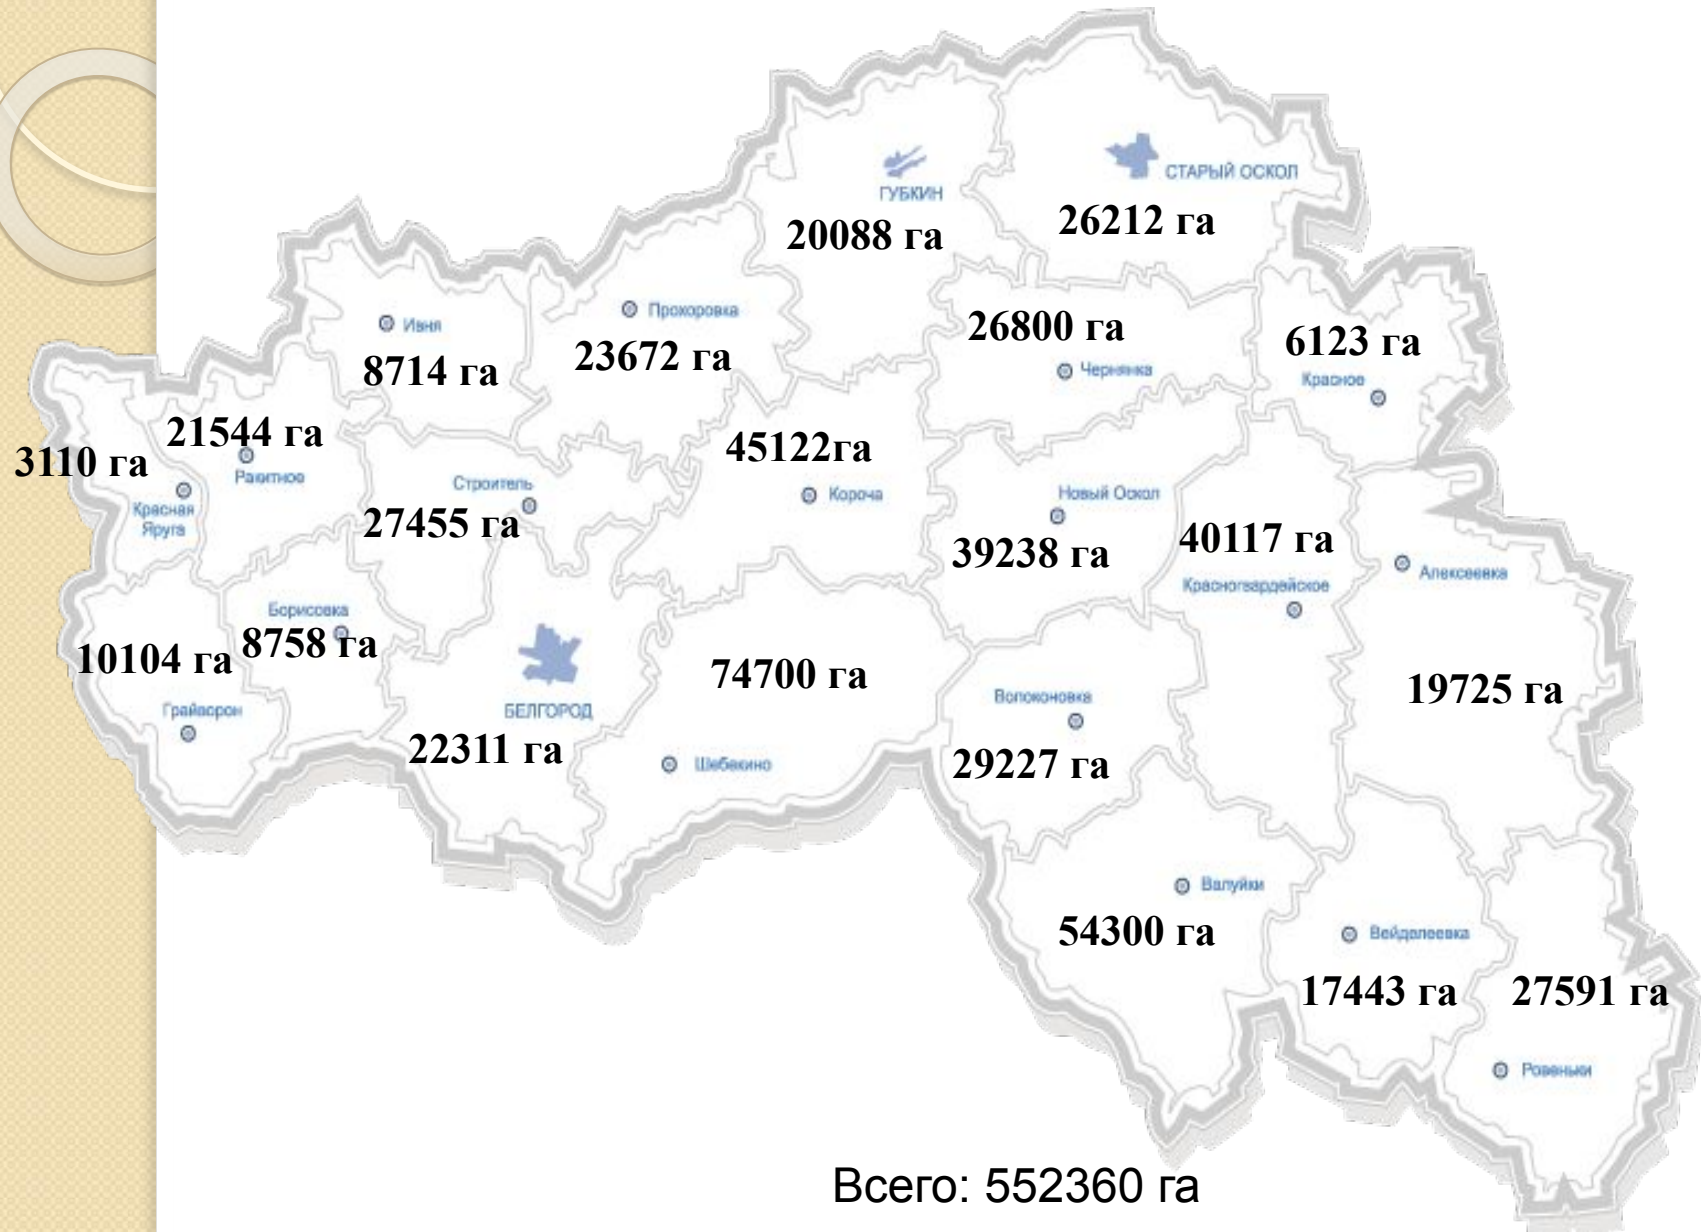 СТАРЫЙ ОСКОЛ
26212 га
ГУБКИН
20088 га
Прохоровка
23672 га
Ивня
8714 га
26800 га
Чернянка
6123 га
Красное
21544 га
Ракитное
3110 га
Красная
Яруга
Строитель
27455 га
45122га
Короча
Новый Оскол
39238 га
40117 га
Красногвардейское
Алексеевка
19725 га
Борисовка
8758 га
10104 га
Грайворон
БЕЛГОРОД
22311 га
74700 га
Шебекино
Волоконовка
29227 га
Валуйки
54300 га
Вейделеевка
17443 га
27591 га
Ровеньки
Всего: 552360 га